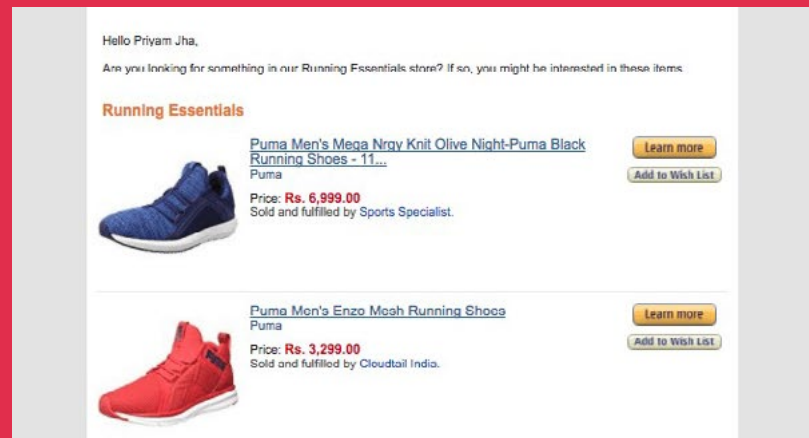 Hello Priyam Jha,
Are you looking for something in our Running Essentials store? If so, you might be interested in these items
Running Essentials
Puma Men's Mega Nrgy Knit Olive Night-Puma Black
Running Shoes - 11...
Puma
Price: Rs. 6,999.00
Sold and fulfilled by Sports Specialist.
Learn more
Add to Wish List
Puma Men's Enzo Mesh Running Shoes
Puma
Price: Rs. 3,299.00
Sold and fulfilled by Cloudtail India.
Learn more
Add to Wish List
PUMA